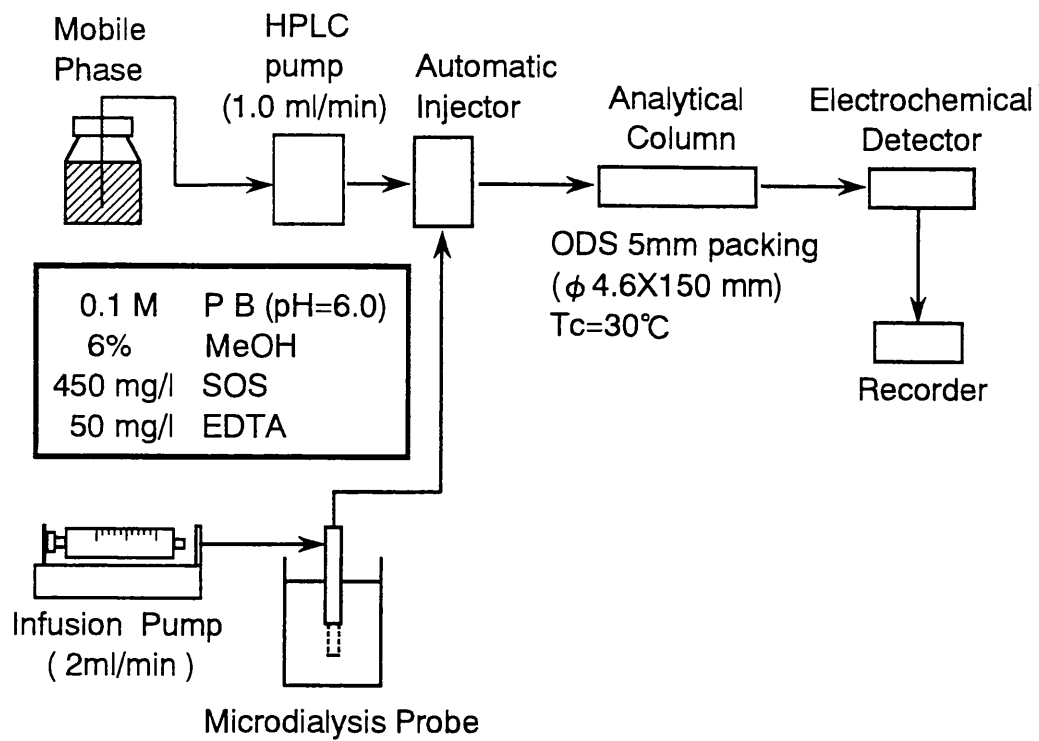 Mobile
Phase
HPLC
pump
(1.0 ml/min)
Automatic
Injector
Analytical
Column
Electrochemical
Detector
ODS 5mm packing
(ϕ 4.6X150 mm)
Tc=30℃
Recorder
0.1 M P B (pH=6.0)
6% MeOH
450 mg/l SOS
50 mg/l EDTA
Infusion Pump
( 2ml/min )
Microdialysis Probe